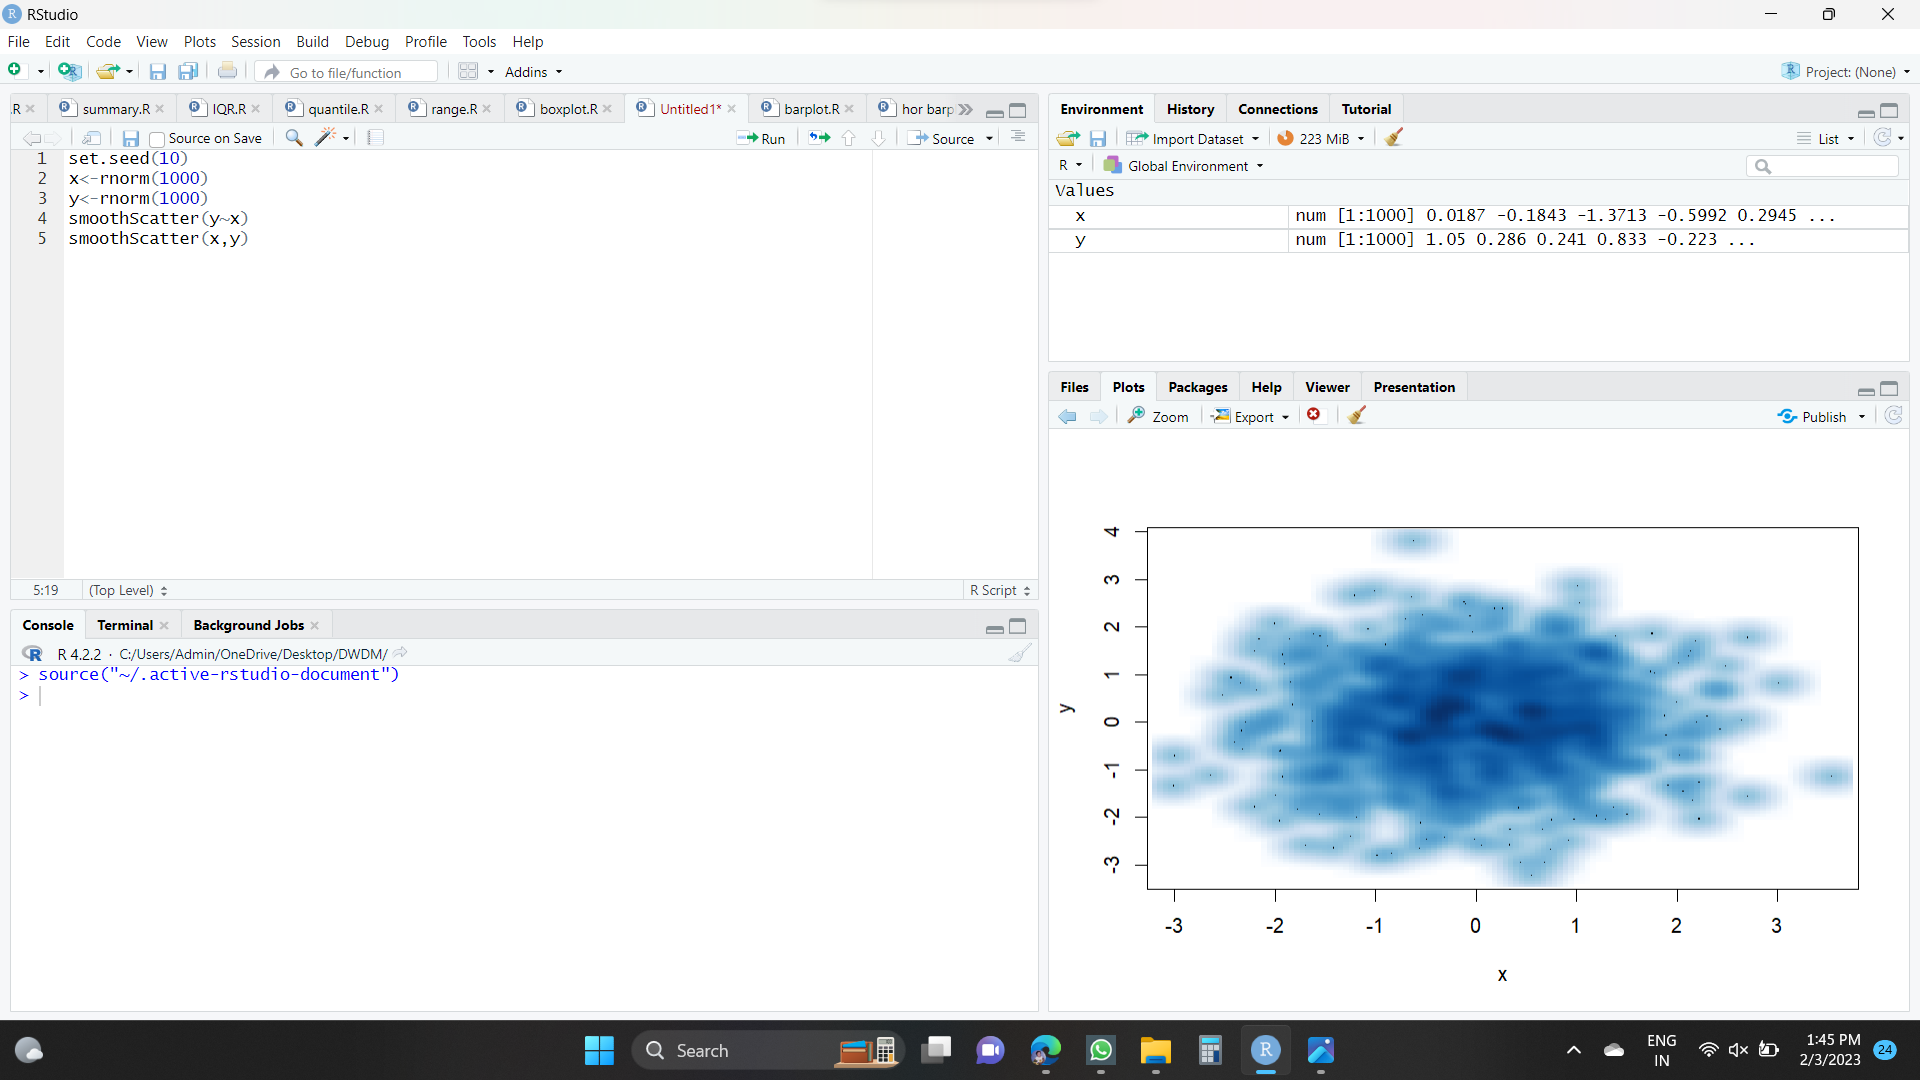 RStudio
File Edit Code View Plots Session Build Debug Profile Tools Help
Go to file/function Addins Project: (None)
.R summary.R IQR.R quantile.R range.R boxplot.R Untitled1* barplot.R hor barp
Source on Save Run Source
1 set.seed(10)
2 x<-rnorm(1000)
3 y<-rnorm(1000)
4 smoothScatter(y~x)
5 smoothScatter(x,y)
5:19 (Top Level) R Script
Console Terminal Background Jobs
R 4.2.2 · C:/Users/Admin/OneDrive/Desktop/DWDM/
> source("~/.active-rstudio-document")
>
Environment History Connections Tutorial
Import Dataset 223 MiB List
R Global Environment
Values
x num [1:1000] 0.0187 -0.1843 -1.3713 -0.5992 0.2945 ...
y num [1:1000] 1.05 0.286 0.241 0.833 -0.223 ...
Files Plots Packages Help Viewer Presentation
Zoom Export Publish
4
3
2
1
0
-1
-2
-3
y
-3 -2 -1 0 1 2 3
x
Search
ENG
IN
1:45 PM
2/3/2023
24